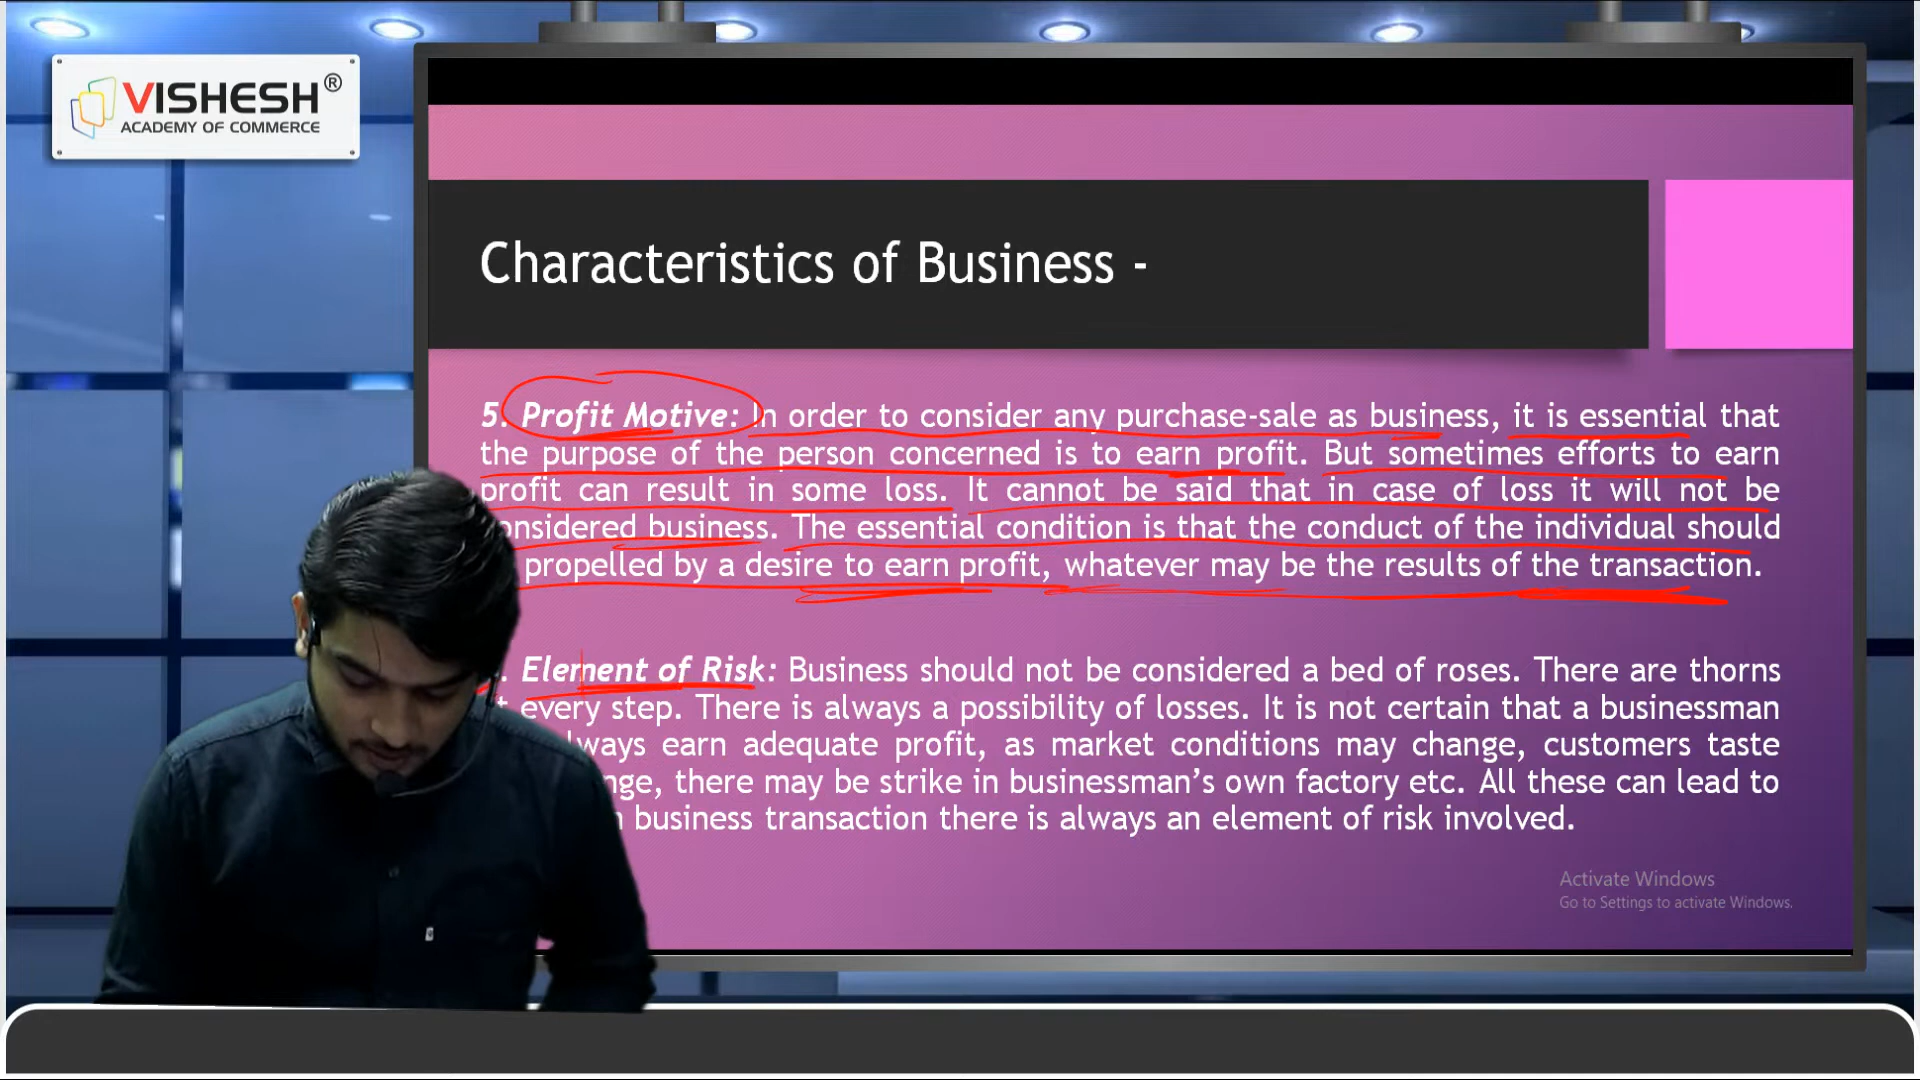 VISHESH®
ACADEMY OF COMMERCE
Characteristics of Business -
5. Profit Motive: In order to consider any purchase-sale as business, it is essential that
the purpose of the person concerned is to earn profit. But sometimes efforts to earn
profit can result in some loss. It cannot be said that in case of loss it will not be
onsidered business. The essential condition is that the conduct of the individual should
propelled by a desire to earn profit, whatever may be the results of the transaction.
. Element of Risk: Business should not be considered a bed of roses. There are thorns
t every step. There is always a possibility of losses. It is not certain that a businessman
lways earn adequate profit, as market conditions may change, customers taste
nge, there may be strike in businessman's own factory etc. All these can lead to
business transaction there is always an element of risk involved.
Activate Windows
Go to Settings to activate Windows.